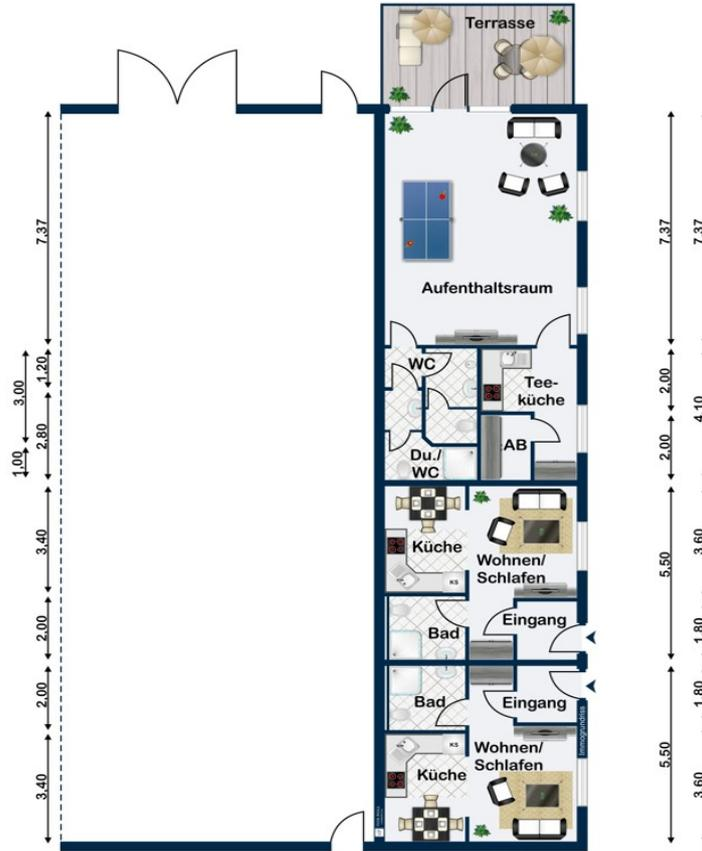 Terrasse
7.37
7.37
7.37
Aufenthaltsraum
1.20
3.00
2.80
1.00
WC
Tee-
küche
AB
Du./
WC
2.00
2.00
4.10
3.40
Küche
KS
Wohnen/
Schlafen
5.50
3.60
2.00
Bad
Eingang
1.80
2.00
Bad
Eingang
1.80
Immogrundriss
KS
Wohnen/
Schlafen
Küche
3.40
5.50
3.60